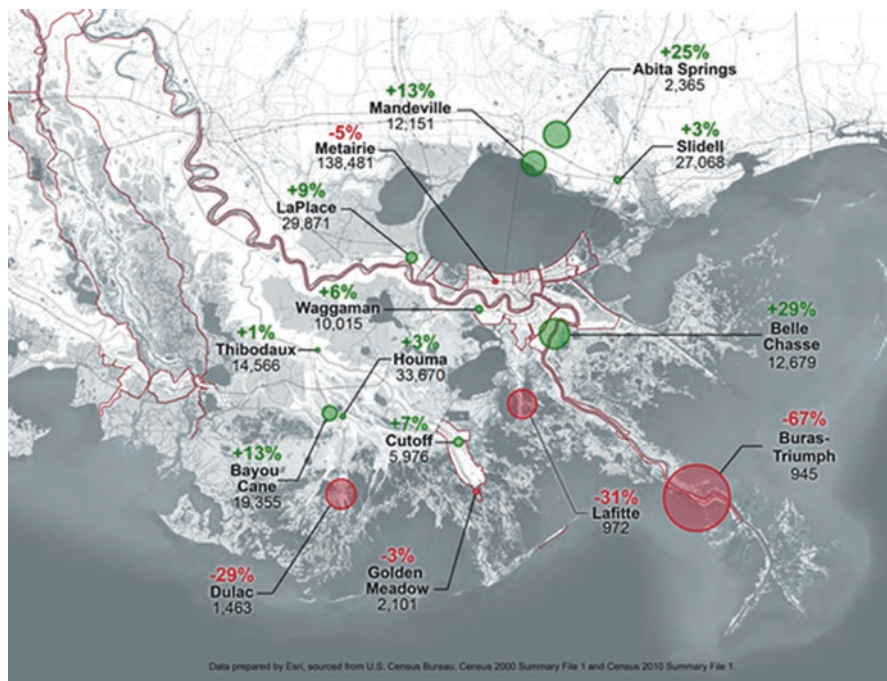 +25%
Abita Springs
2,365
+13%
Mandeville
12,151
-5%
Metairie
138,481
+3%
Slidell
27,068
+9%
LaPlace
29,871
+6%
Waggaman
10,015
+29%
Belle
Chasse
12,679
+1%
Thibodaux
14,566
+3%
Houma
33,670
+7%
Cutoff
5,976
+13%
Bayou
Cane
19,355
-67%
Buras-
Triumph
945
-31%
Lafitte
972
-3%
Golden
Meadow
2,101
-29%
Dulac
1,463
Data prepared by Esri, sourced from U.S. Census Bureau, Census 2000 Summary File 1 and Census 2010 Summary File 1.